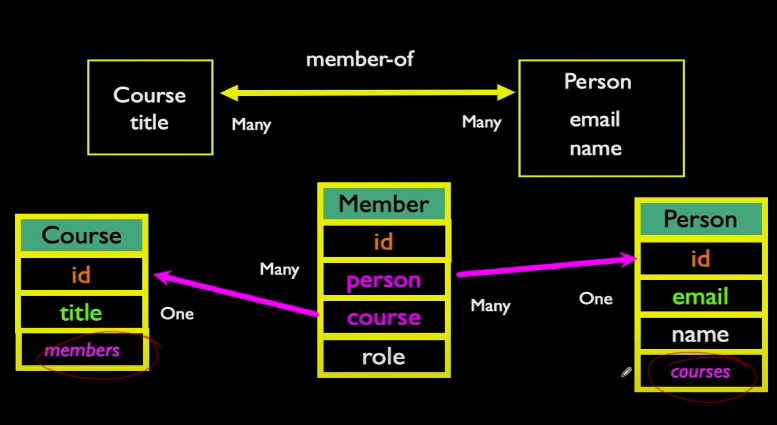 member-of
Course
title
Many
Many
Person
email
name
Course
id
title
members
One
Many
Member
id
person
course
role
Many
One
Person
id
email
name
courses